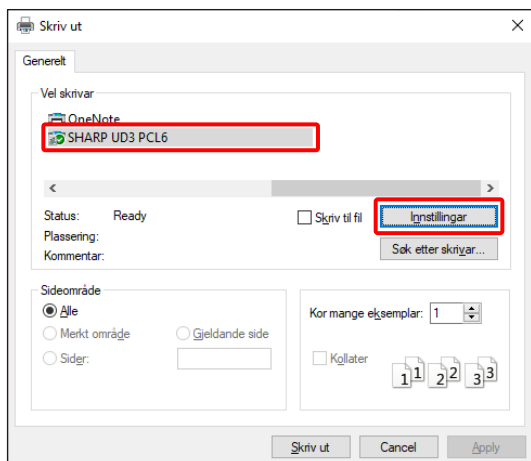 Skriv ut
Generelt
Vel skrivar
OneNote
SHARP UD3 PCL6
Status: Ready
Skriv til fil
Innstillingar
Plassering:
Kommentar:
Søk etter skrivar...
Sideområde
Alle
Merkt område
Gjeldande side
Sider:
Kor mange eksemplar: 1
Kollater
1 1 2 2 3 3
Skriv ut
Cancel
Apply